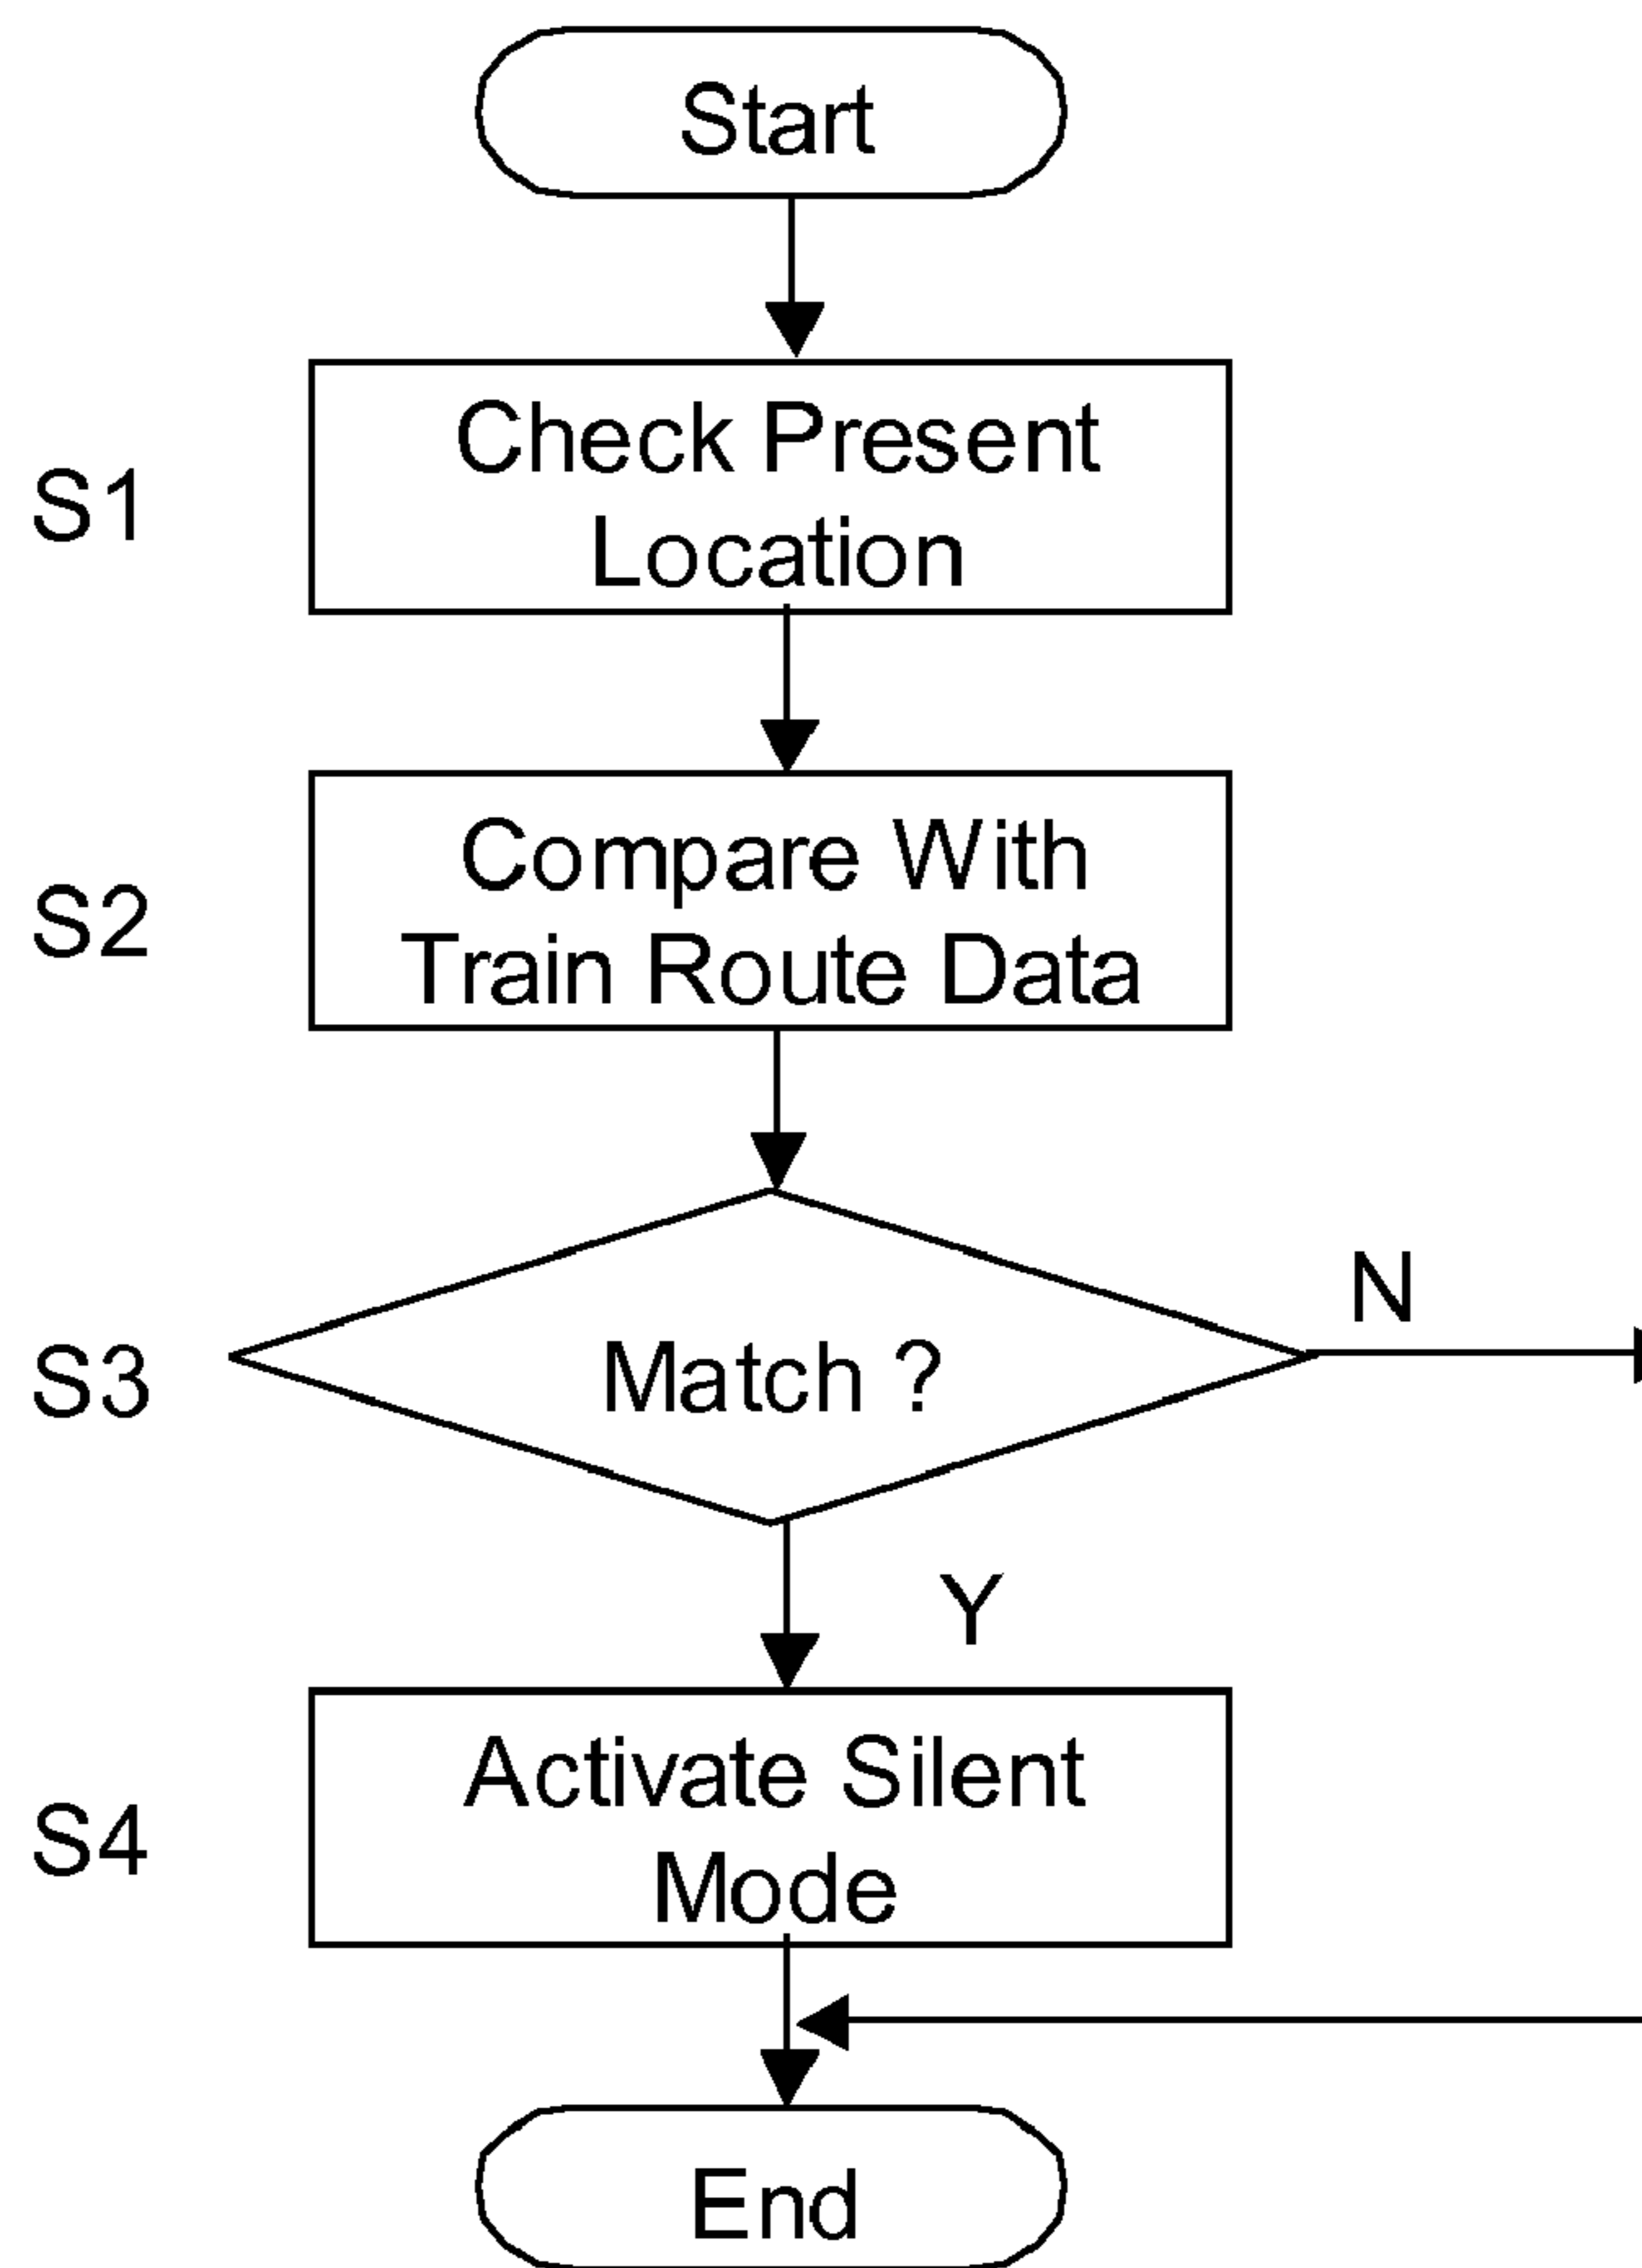 Start
S1
Check Present
Location
S2
Compare With
Train Route Data
S3
Match ?
N
Y
S4
Activate Silent
Mode
End